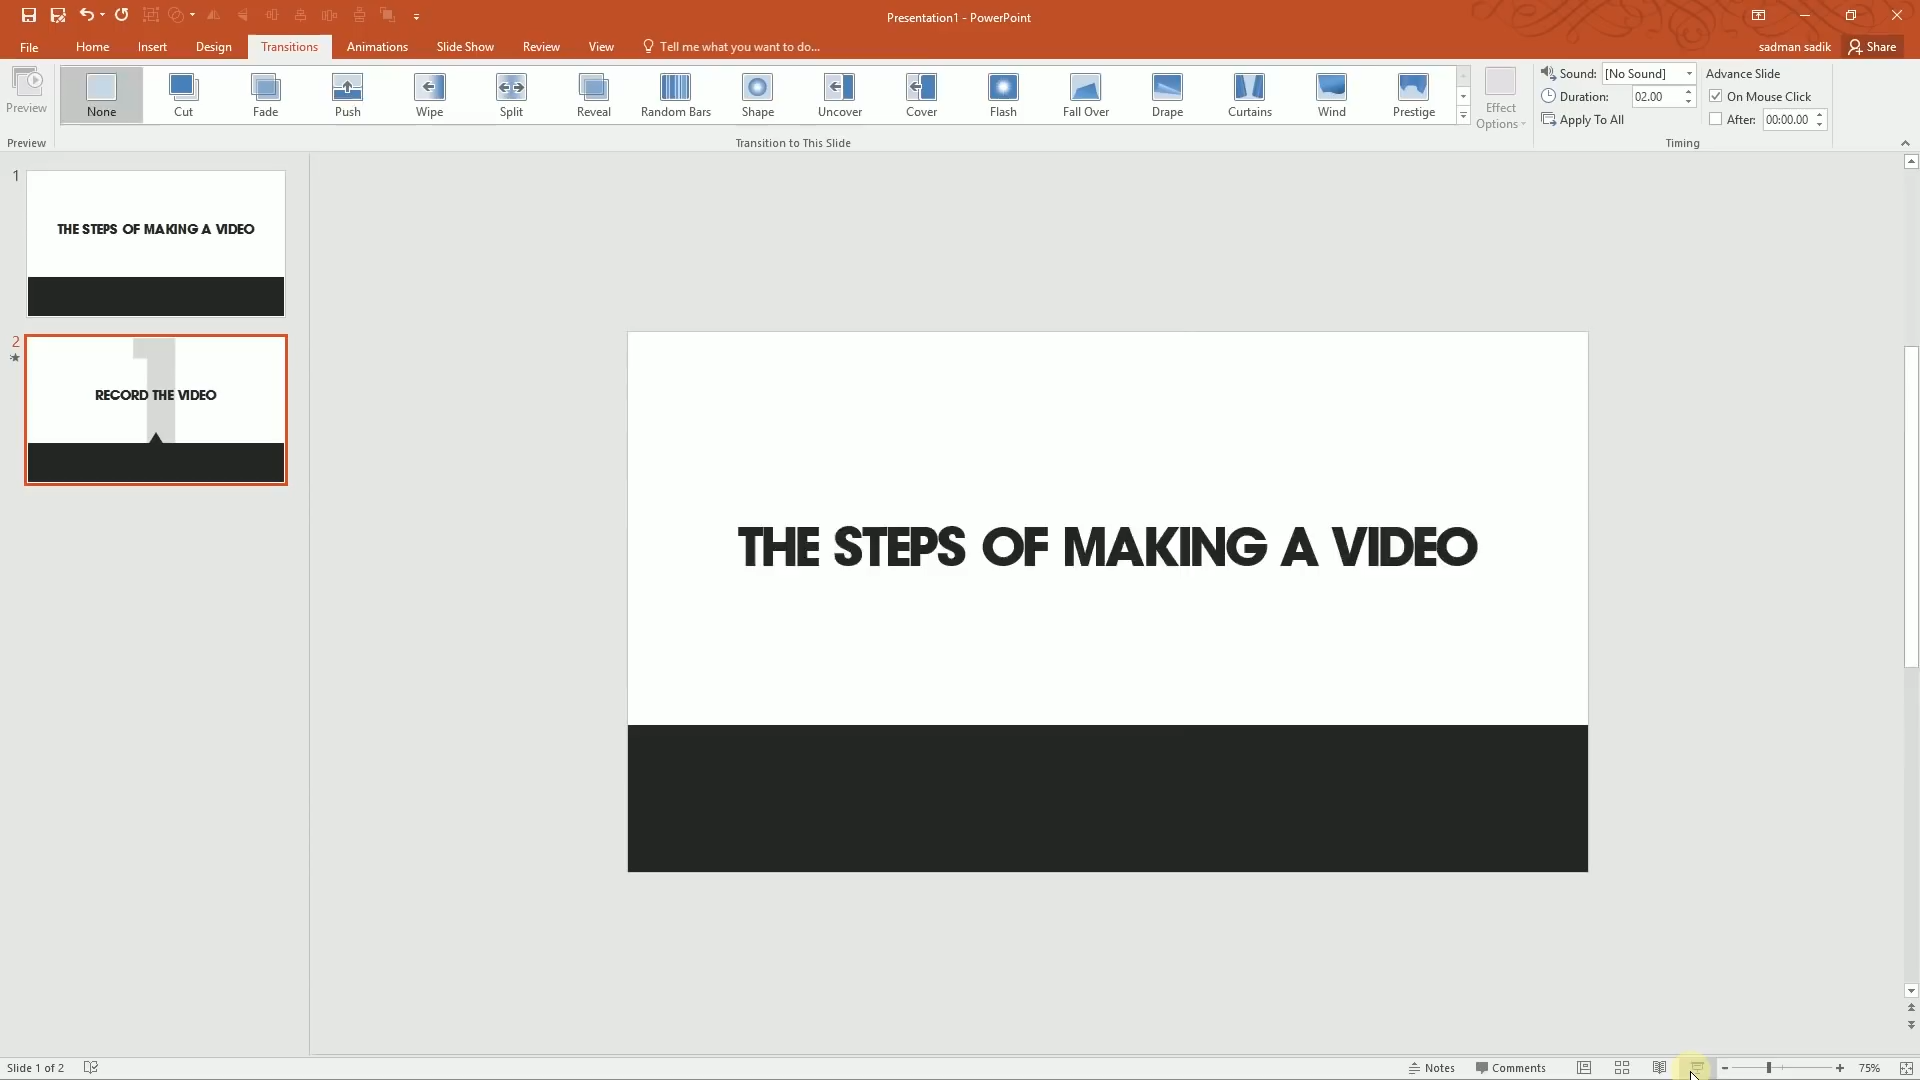 Presentation1 - PowerPoint
File Home Insert Design Transitions Animations Slide Show Review View Tell me what you want to do... sadman sadik Share
Preview
None Cut Fade Push Wipe Split Reveal Random Bars Shape Uncover Cover Flash Fall Over Drape Curtains Wind Prestige
Effect
Options
Sound: [No Sound]
Duration: 02.00
Apply To All
Advance Slide
On Mouse Click
After: 00:00.00
Preview Transition to This Slide Timing
1
THE STEPS OF MAKING A VIDEO
2
1
RECORD THE VIDEO
THE STEPS OF MAKING A VIDEO
Slide 1 of 2 Notes Comments 75%